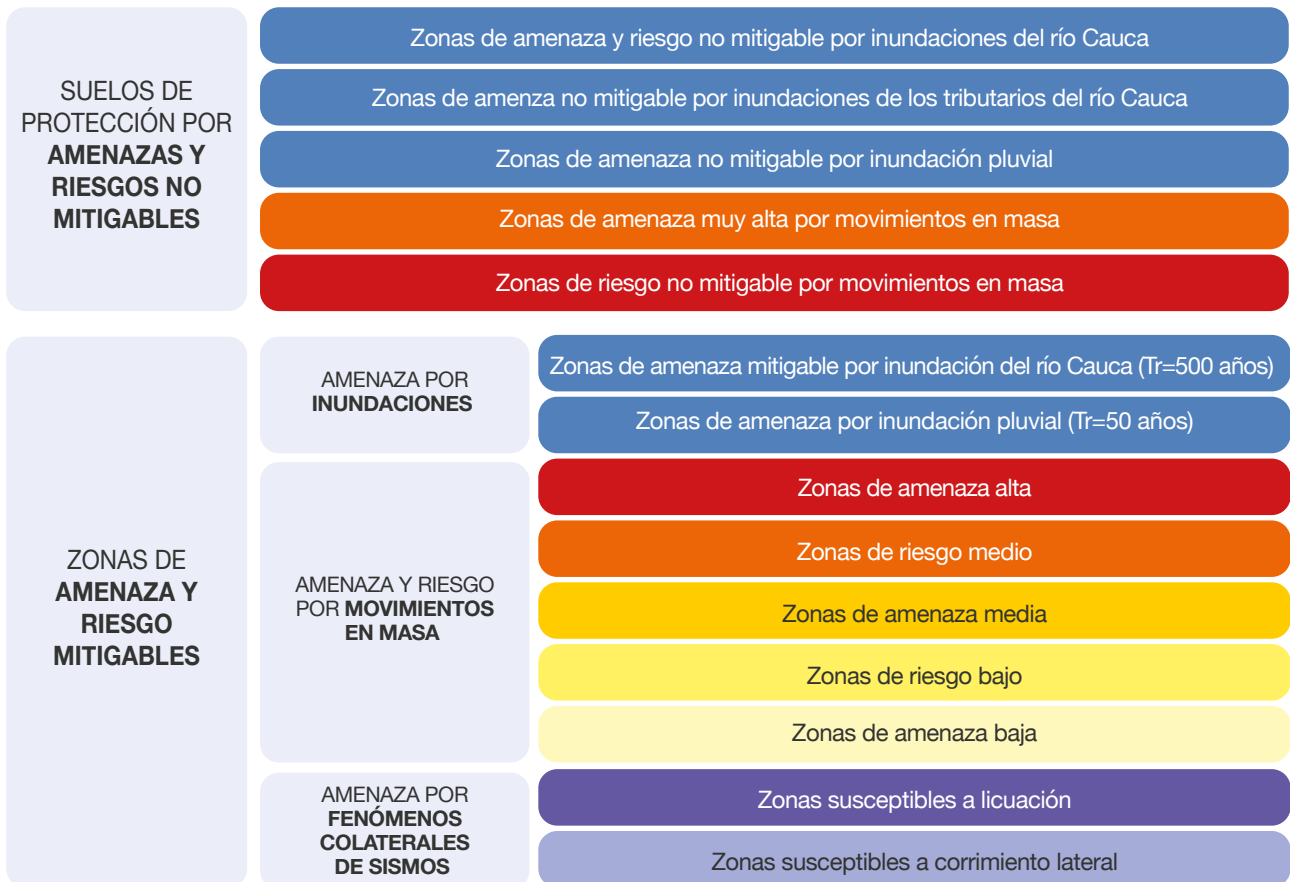 SUELOS DE
PROTECCIÓN POR
AMENAZAS Y
RIESGOS NO
MITIGABLES
Zonas de amenaza y riesgo no mitigable por inundaciones del río Cauca
Zonas de amenza no mitigable por inundaciones de los tributarios del río Cauca
Zonas de amenaza no mitigable por inundación pluvial
Zonas de amenaza muy alta por movimientos en masa
Zonas de riesgo no mitigable por movimientos en masa
ZONAS DE
AMENAZA Y
RIESGO
MITIGABLES
AMENAZA POR
INUNDACIONES
Zonas de amenaza mitigable por inundación del río Cauca (Tr=500 años)
Zonas de amenaza por inundación pluvial (Tr=50 años)
AMENAZA Y RIESGO
POR MOVIMIENTOS
EN MASA
Zonas de amenaza alta
Zonas de riesgo medio
Zonas de amenaza media
Zonas de riesgo bajo
Zonas de amenaza baja
AMENAZA POR
FENÓMENOS
COLATERALES
DE SISMOS
Zonas susceptibles a licuación
Zonas susceptibles a corrimiento lateral